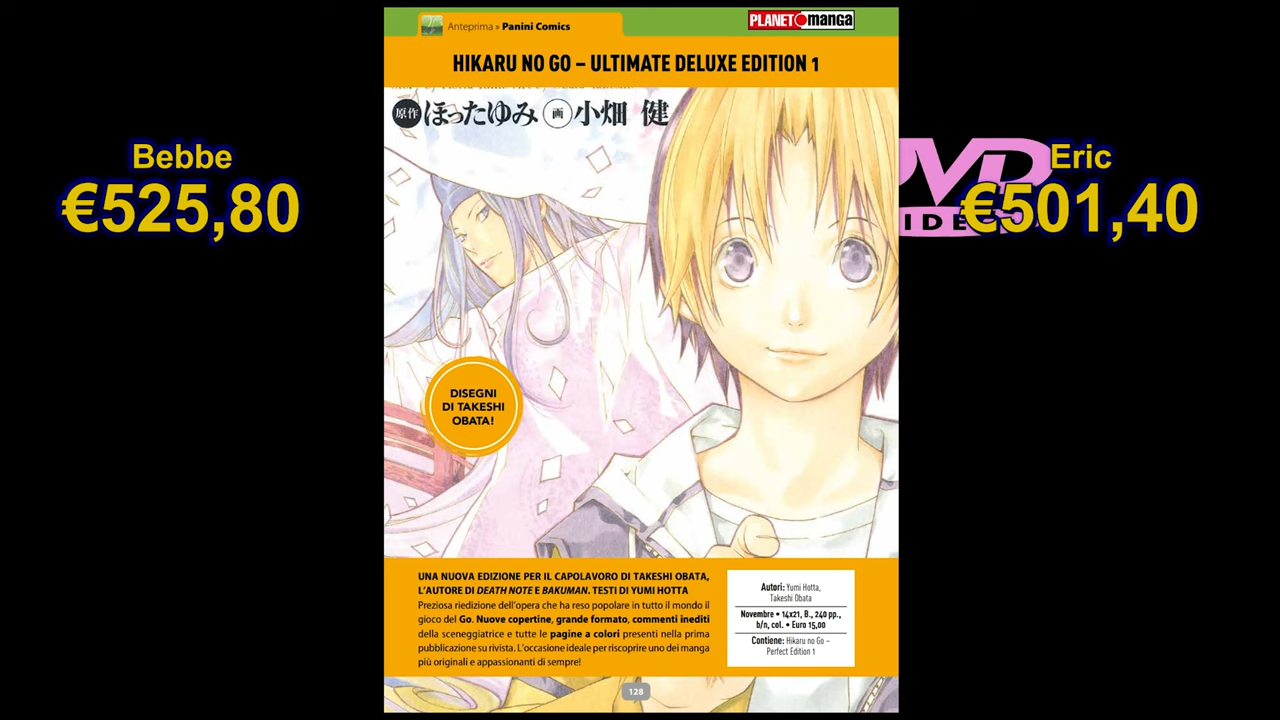 Anteprima » Panini Comics
PLANET manga
HIKARU NO GO – ULTIMATE DELUXE EDITION 1
原作 ほったゆみ 画 小畑 健
Bebbe
€525,80
DVD
VIDEO
Eric
€501,40
DISEGNI
DI TAKESHI
OBATA!
UNA NUOVA EDIZIONE PER IL CAPOLAVORO DI TAKESHI OBATA,
L'AUTORE DI DEATH NOTE E BAKUMAN. TESTI DI YUMI HOTTA
Preziosa riedizione dell'opera che ha reso popolare in tutto il mondo il
gioco del Go. Nuove copertine, grande formato, commenti inediti
della sceneggiatrice e tutte le pagine a colori presenti nella prima
pubblicazione su rivista. L'occasione ideale per riscoprire uno dei manga
più originali e appassionanti di sempre!
Autori: Yumi Hotta,
Takeshi Obata
Novembre • 14x21, B., 240 pp.,
b/n, col. • Euro 15,00
Contiene: Hikaru no Go –
Perfect Edition 1
128